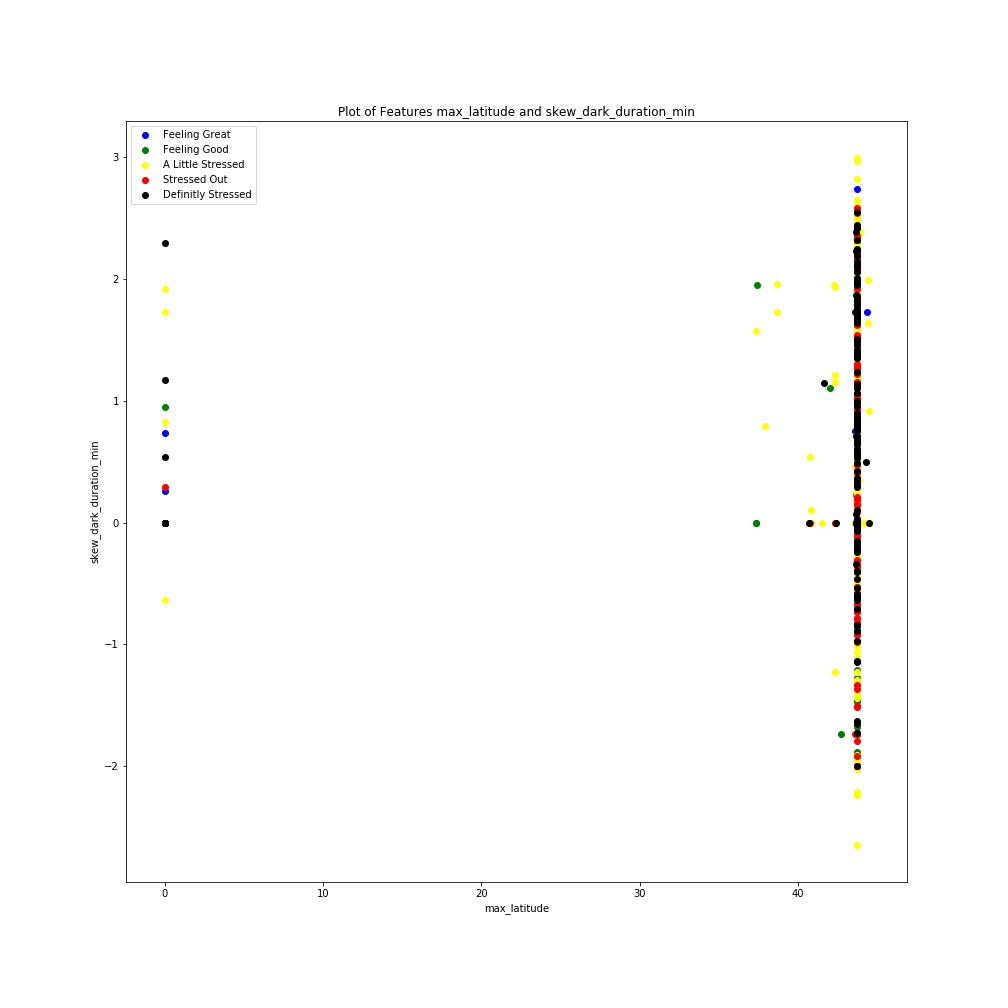 Plot of Features max_latitude and skew_dark_duration_min
Feeling Great
Feeling Good
A Little Stressed
Stressed Out
Definitly Stressed
3
2
1
0
−1
−2
skew_dark_duration_min
0 10 20 30 40
max_latitude